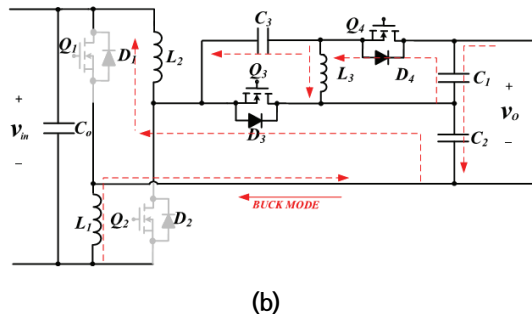 Q1
D1
L2
C3
Q4
Q3
L3
D4
C1
+
+
vin
Co
D3
C2
vo
–
–
BUCK MODE
L1
Q2
D2
(b)